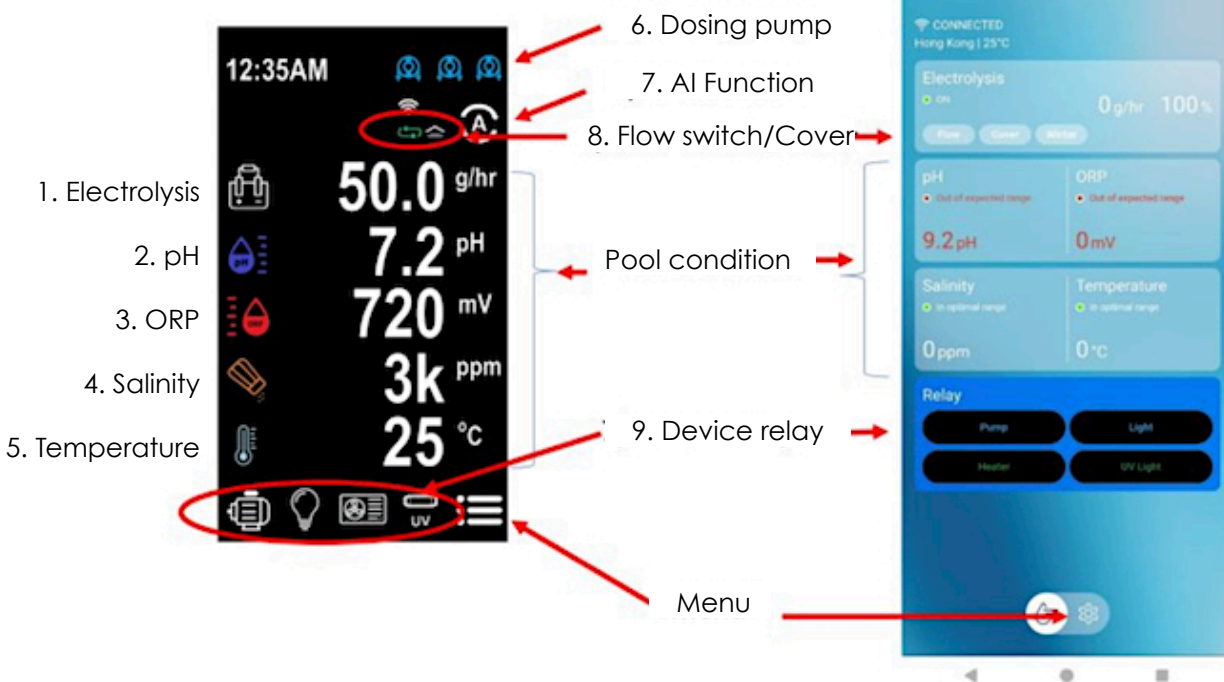 6. Dosing pump
7. AI Function
8. Flow switch/Cover
12:35AM
A
1. Electrolysis
50.0 g/hr
2. pH
pH
7.2 pH
3. ORP
ORP
720 mV
4. Salinity
3k ppm
5. Temperature
25 °C
UV
Pool condition
9. Device relay
Menu
CONNECTED
Hong Kong | 25°C
Electrolysis
ON
0 g/hr 100 %
Flow Cover Winter
pH ORP
Out of expected range Out of expected range
9.2 pH 0 mV
Salinity Temperature
In optimal range In optimal range
0 ppm 0 °C
Relay
Pump Light
Heater UV Light